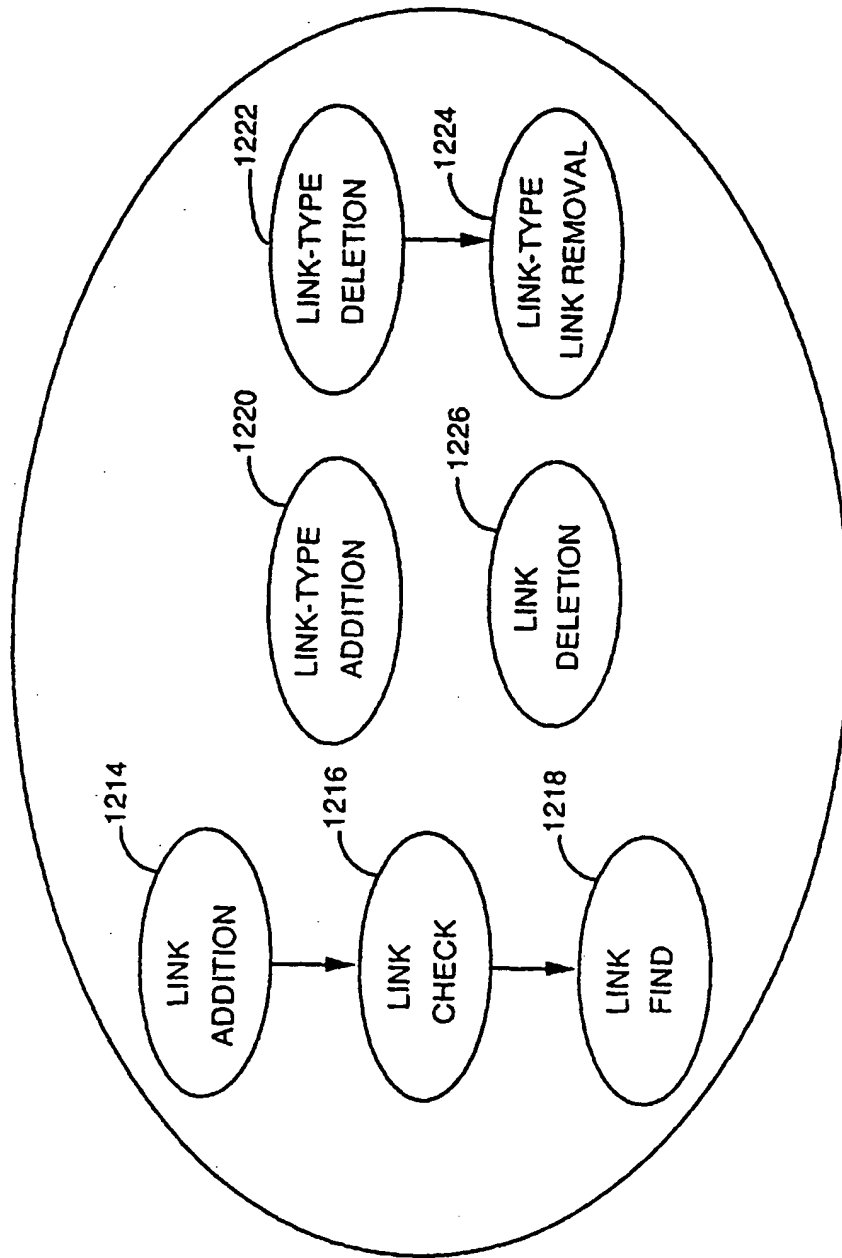 1214
LINK
ADDITION
1216
LINK
CHECK
1218
LINK
FIND
1220
LINK-TYPE
ADDITION
1226
LINK
DELETION
1222
LINK-TYPE
DELETION
1224
LINK-TYPE
LINK REMOVAL